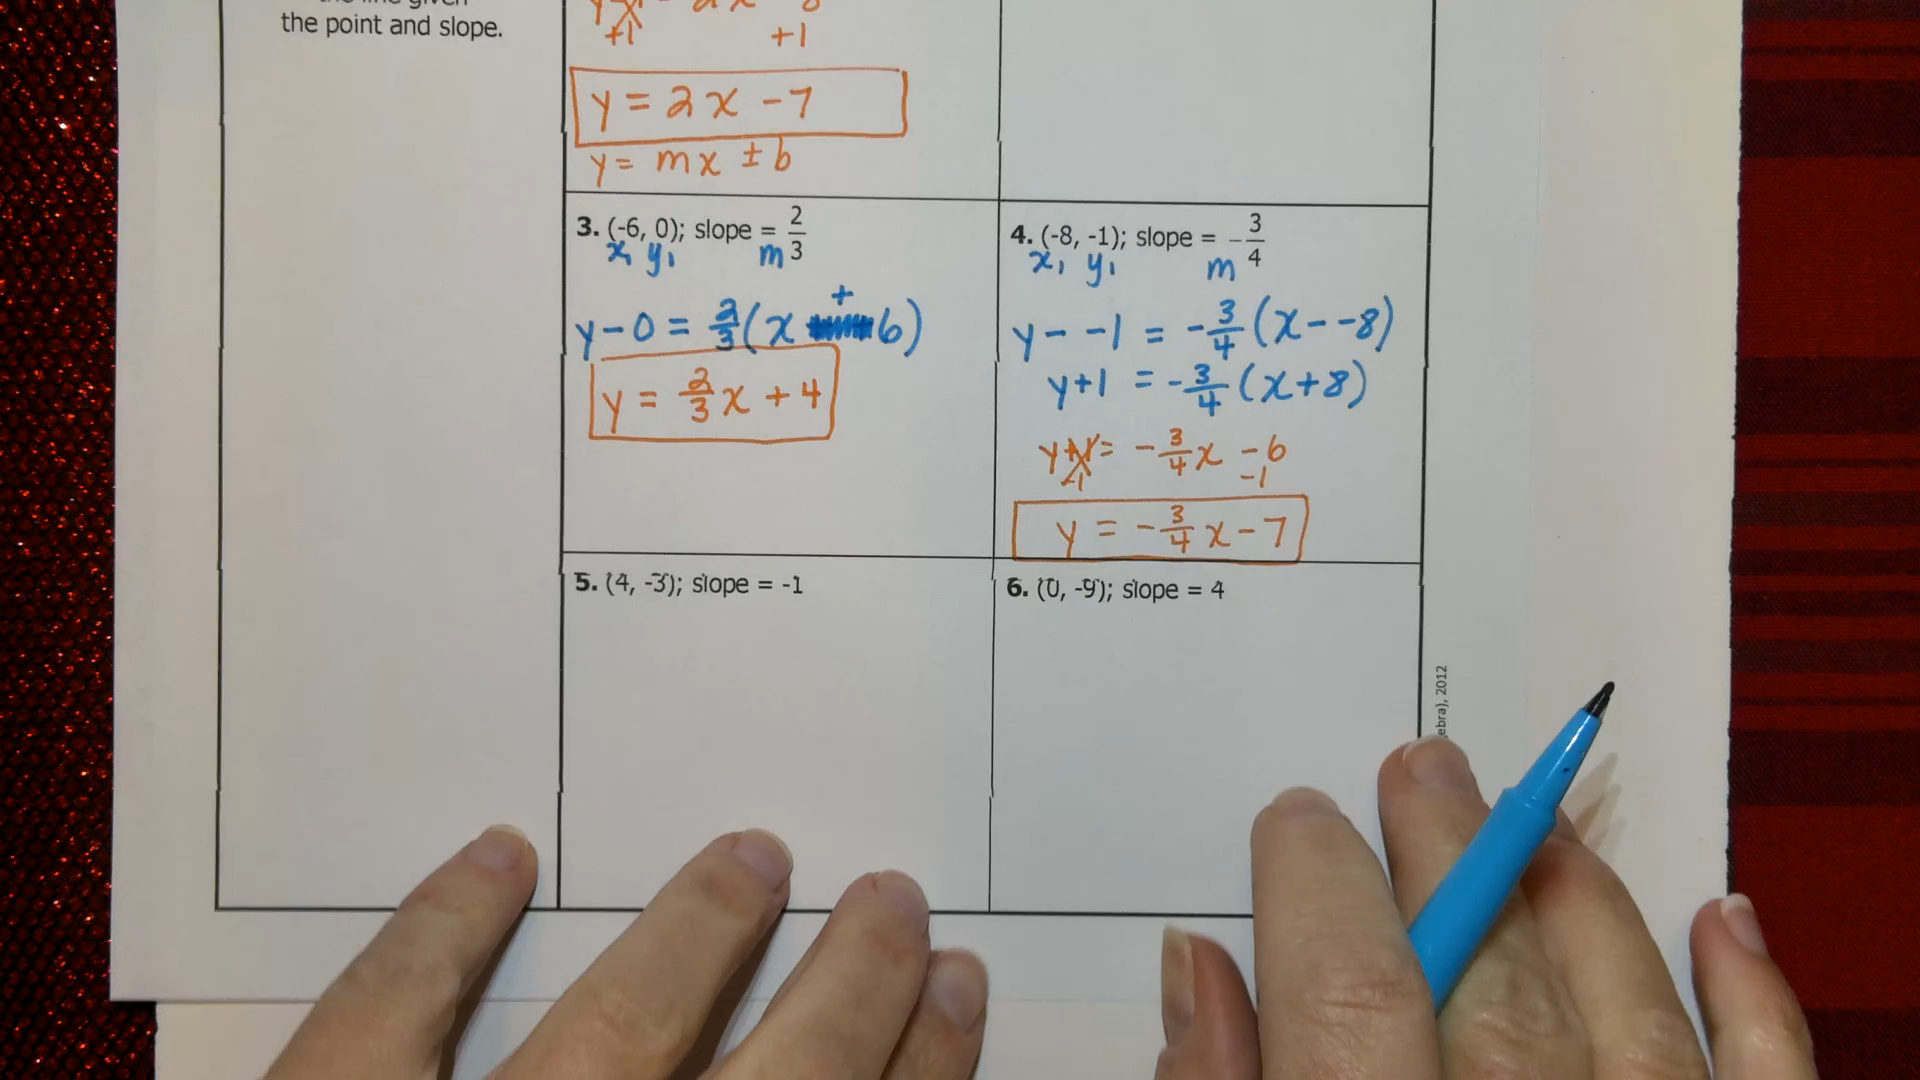 the line given
the point and slope.
+1 +1
y = 2x - 7
y = mx ± b
3. (-6, 0); slope = 2/3
x₁ y₁ m
y - 0 = 2/3(x + 6)
y = 2/3x + 4
4. (-8, -1); slope = -3/4
x₁ y₁ m
y - -1 = -3/4(x - -8)
y + 1 = -3/4(x + 8)
y + 1 = -3/4x - 6
-1 -1
y = -3/4x - 7
5. (4, -3); slope = -1
6. (0, -9); slope = 4
ebra), 2012